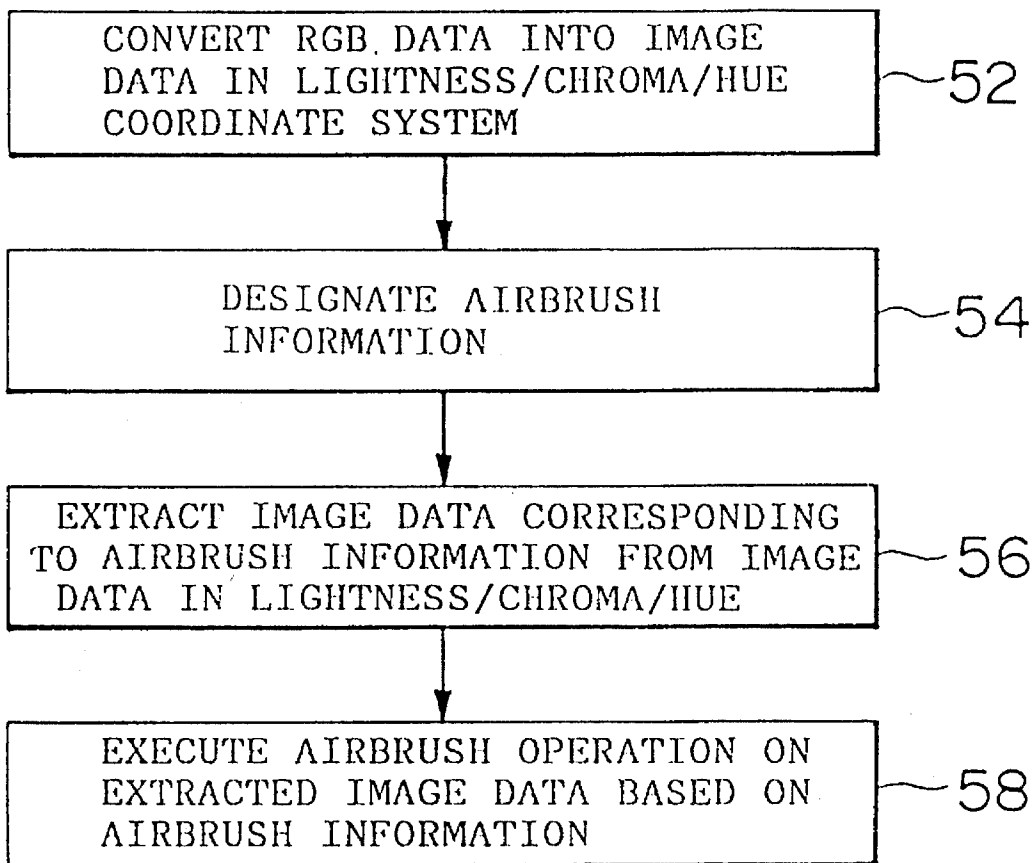 CONVERT RGB DATA INTO IMAGE
DATA IN LIGHTNESS/CHROMA/HUE
COORDINATE SYSTEM
52
DESIGNATE AIRBRUSH
INFORMATION
54
EXTRACT IMAGE DATA CORRESPONDING
TO AIRBRUSH INFORMATION FROM IMAGE
DATA IN LIGHTNESS/CHROMA/HUE
56
EXECUTE AIRBRUSH OPERATION ON
EXTRACTED IMAGE DATA BASED ON
AIRBRUSH INFORMATION
58